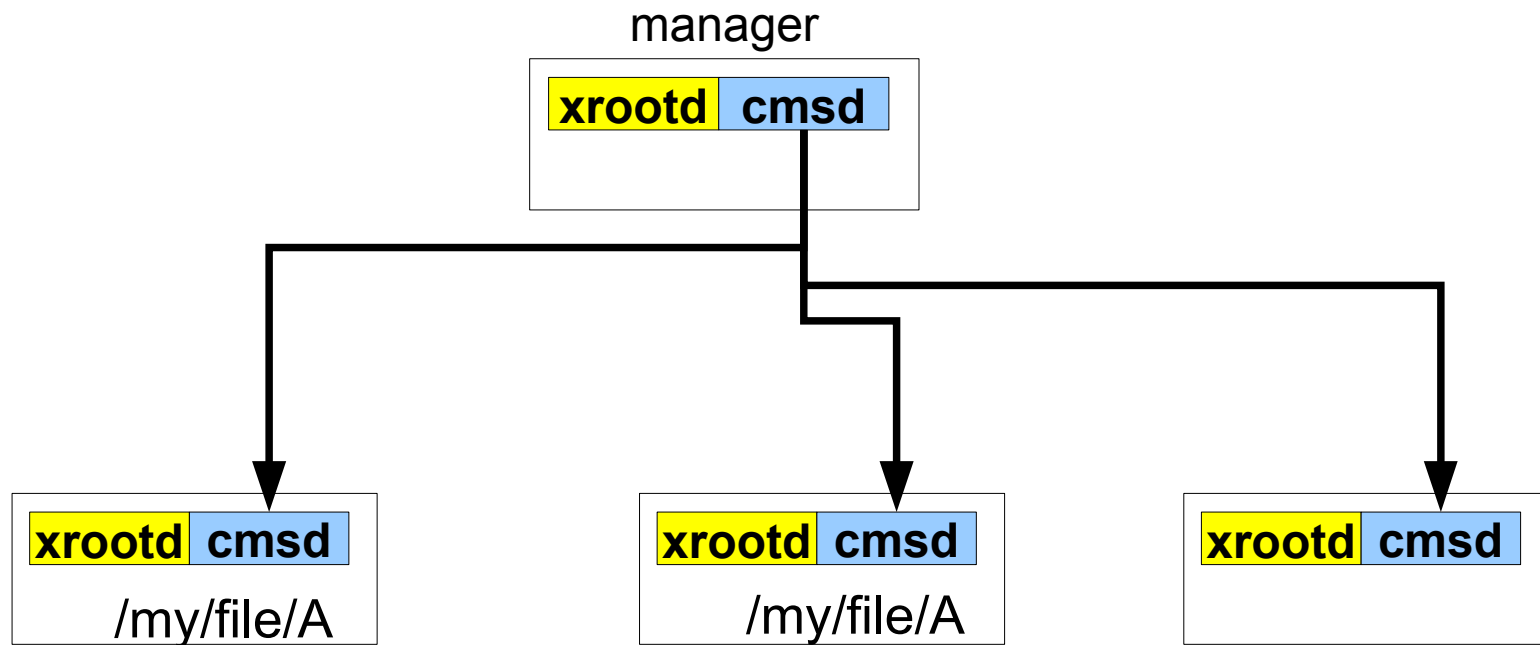 manager
xrootd cmsd
xrootd cmsd
/my/file/A
xrootd cmsd
/my/file/A
xrootd cmsd